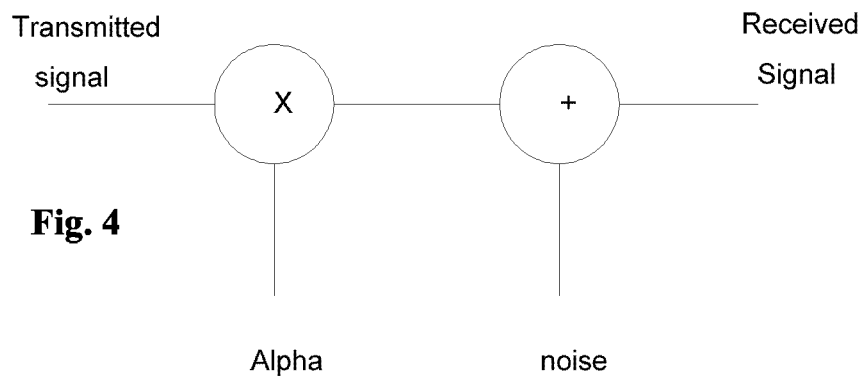 Transmitted
signal
Received
Signal
X
+
Fig. 4
Alpha
noise